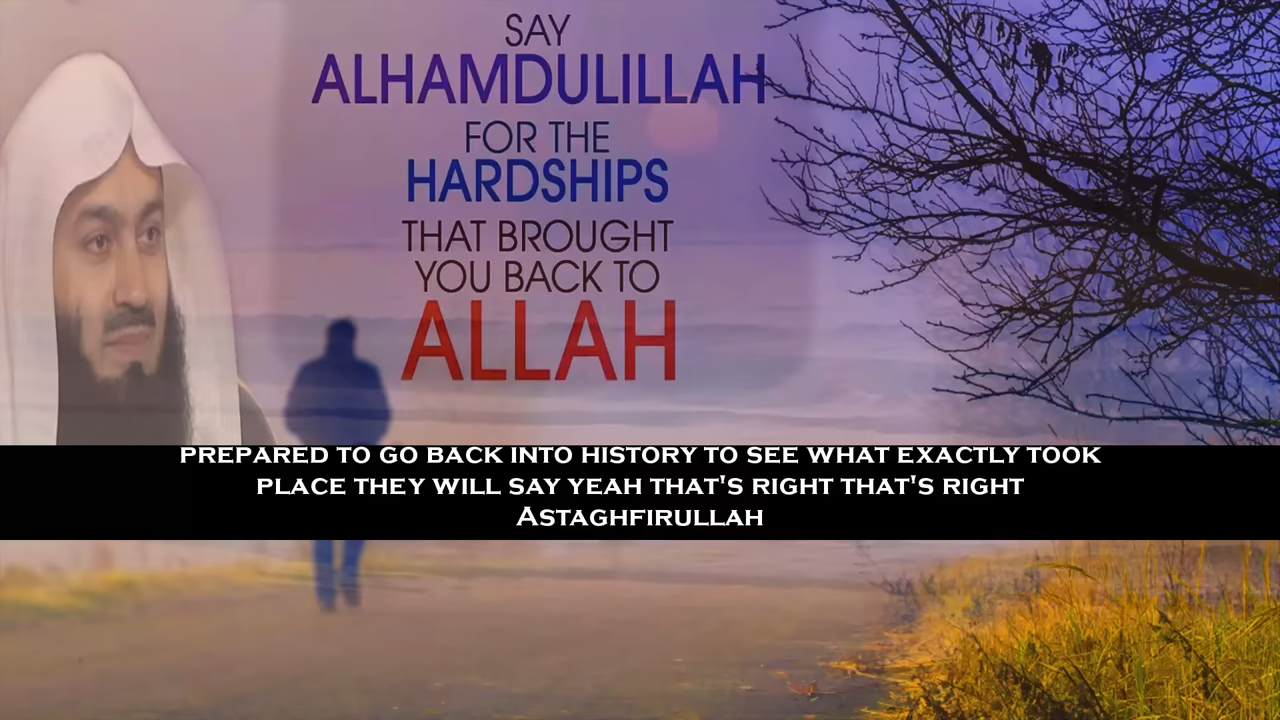 SAY
ALHAMDULILLAH
FOR THE
HARDSHIPS
THAT BROUGHT
YOU BACK TO
ALLAH
PREPARED TO GO BACK INTO HISTORY TO SEE WHAT EXACTLY TOOK
PLACE THEY WILL SAY YEAH THAT'S RIGHT THAT'S RIGHT
ASTAGHFIRULLAH